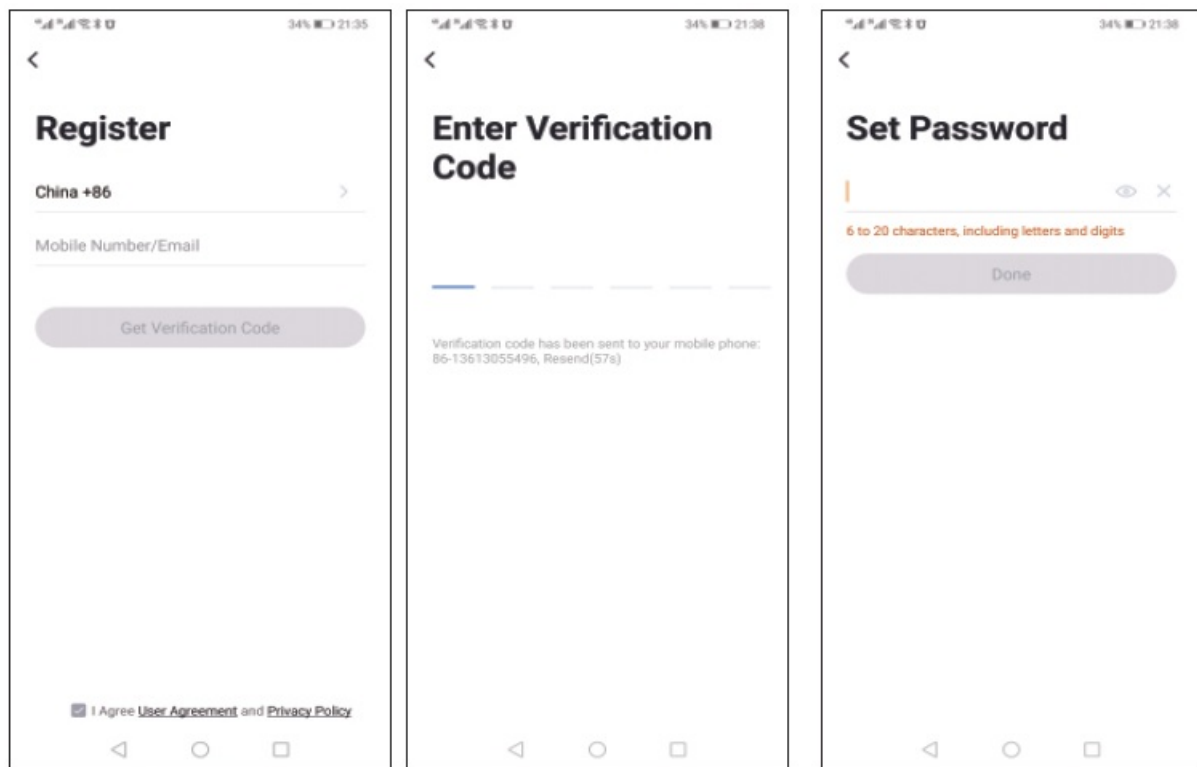 34% 21:35
Register
China +86
Mobile Number/Email
Get Verification Code
I Agree User Agreement and Privacy Policy
34% 21:38
Enter Verification
Code
Verification code has been sent to your mobile phone:
86-13613055496, Resend(57s)
34% 21:38
Set Password
6 to 20 characters, including letters and digits
Done